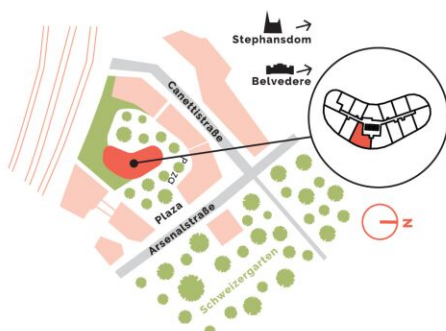 Stephansdom
Belvedere
Canettistraße
Plaza
Arsenalstraße
Schweizergarten
N